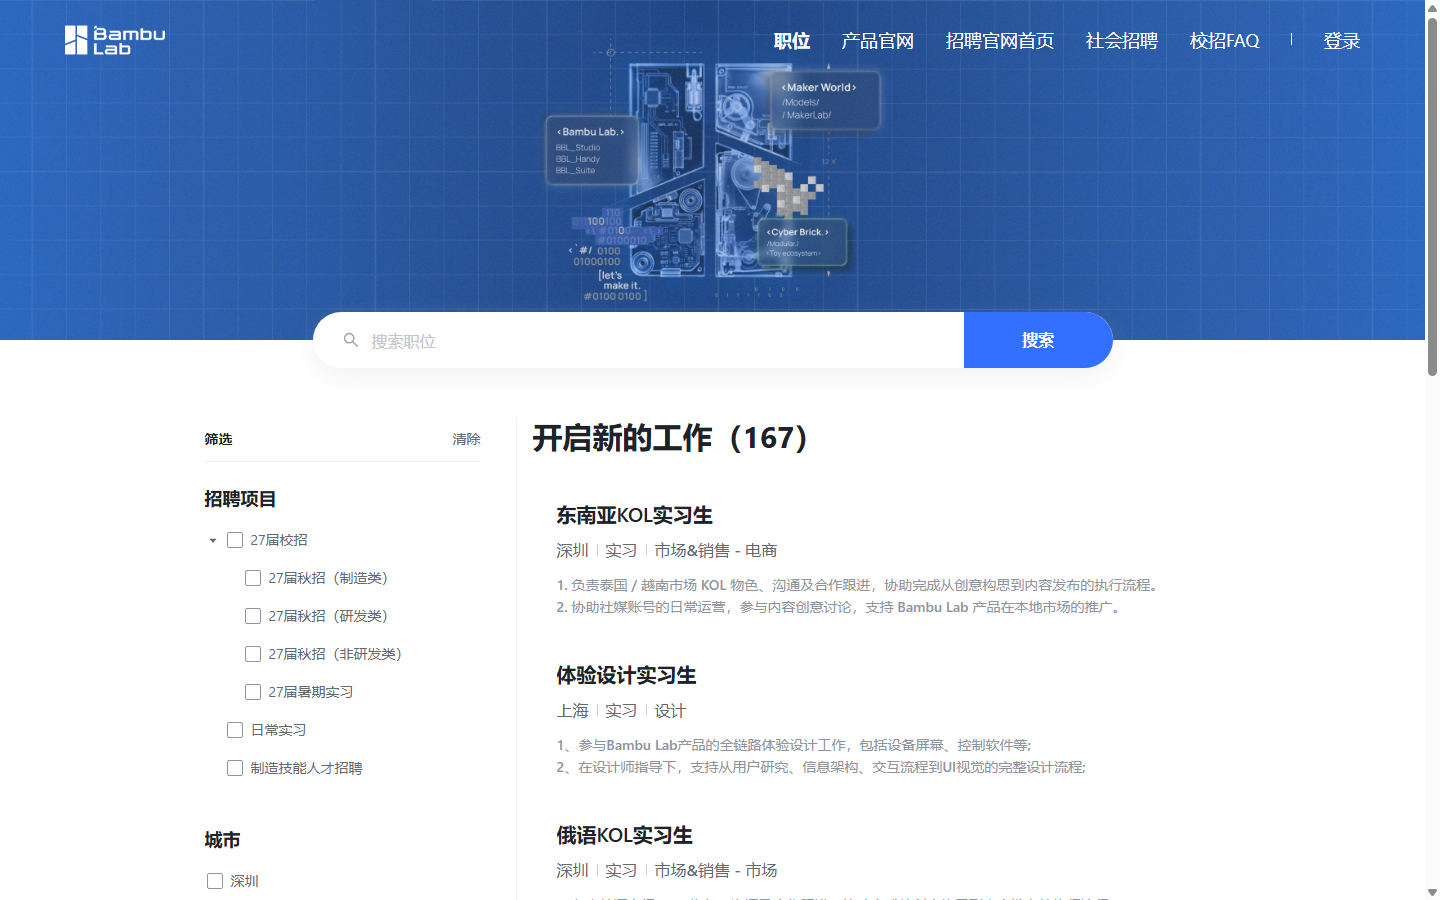 Bambu Lab
职位
产品官网
招聘官网首页
社会招聘
校招FAQ
登录
<Maker World>
/Models/
/ MakerLab/
<Bambu Lab.>
BBL_Studio
BBL_Handy
BBL_Suite
<Cyber Brick.>
/Modular./
<Toy ecosystem>
[let's
make it.
#0100 0100 ]
搜索职位
搜索
筛选
清除
招聘项目
27届校招
27届秋招（制造类）
27届秋招（研发类）
27届秋招（非研发类）
27届暑期实习
日常实习
制造技能人才招聘
城市
深圳
开启新的工作（167）
东南亚KOL实习生
深圳 实习 市场&销售 - 电商
1. 负责泰国 / 越南市场 KOL 物色、沟通及合作跟进，协助完成从创意构思到内容发布的执行流程。
2. 协助社媒账号的日常运营，参与内容创意讨论，支持 Bambu Lab 产品在本地市场的推广。
体验设计实习生
上海 实习 设计
1、参与Bambu Lab产品的全链路体验设计工作，包括设备屏幕、控制软件等;
2、在设计师指导下，支持从用户研究、信息架构、交互流程到UI视觉的完整设计流程;
俄语KOL实习生
深圳 实习 市场&销售 - 市场